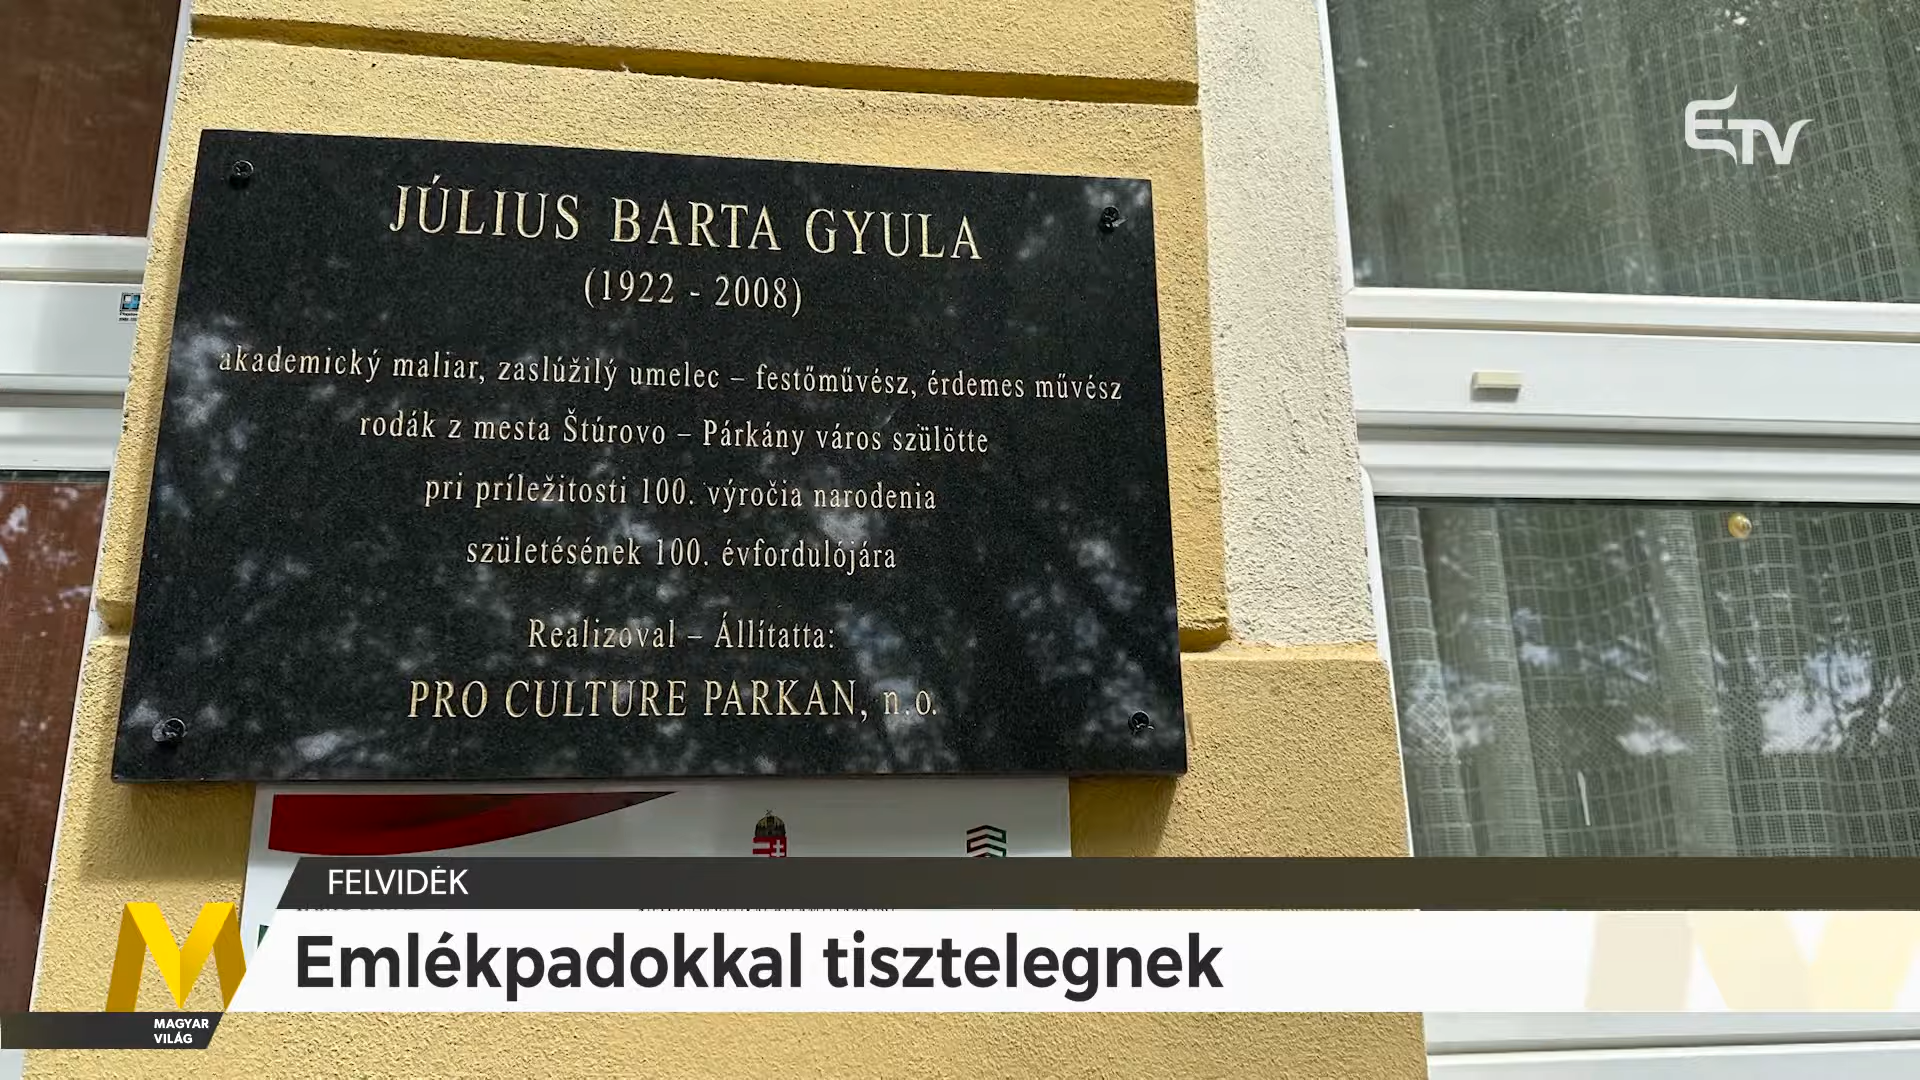 ETV
JÚLIUS BARTA GYULA
(1922 - 2008)
akademický maliar, zaslúžilý umelec – festőművész, érdemes művész
rodák z mesta Štúrovo – Párkány város szülötte
pri príležitosti 100. výročia narodenia
születésének 100. évfordulójára
Realizoval – Állítatta:
PRO CULTURE PARKAN, n.o.
FELVIDÉK
Emlékpadokkal tisztelegnek
MAGYAR
VILÁG